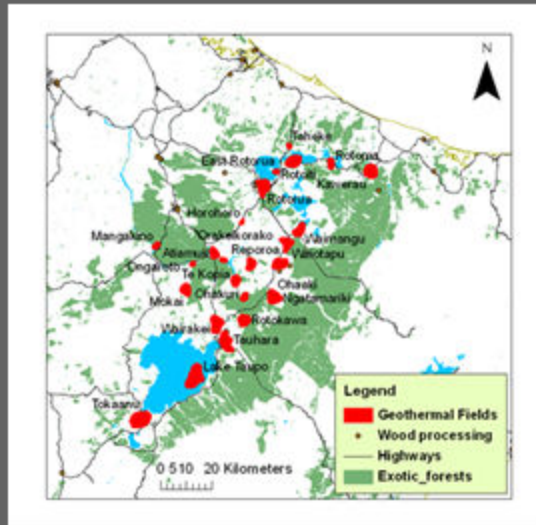 N
Taheke
East-Rotorua
Rotoma
Rotoiti
Kawerau
Rotorua
Horohoro
Orakeikorako
Waimangu
Mangakino
Atiamuri
Reporoa
Waiotapu
Ongaroto
Te Kopia
Ohaaki
Mokai
Ohakuri
Ngatamariki
Wairakei
Rotokawa
Tauhara
Lake Taupo
Tokaanu
Legend
Geothermal Fields
Wood processing
Highways
Exotic_forests
0 510 20 Kilometers